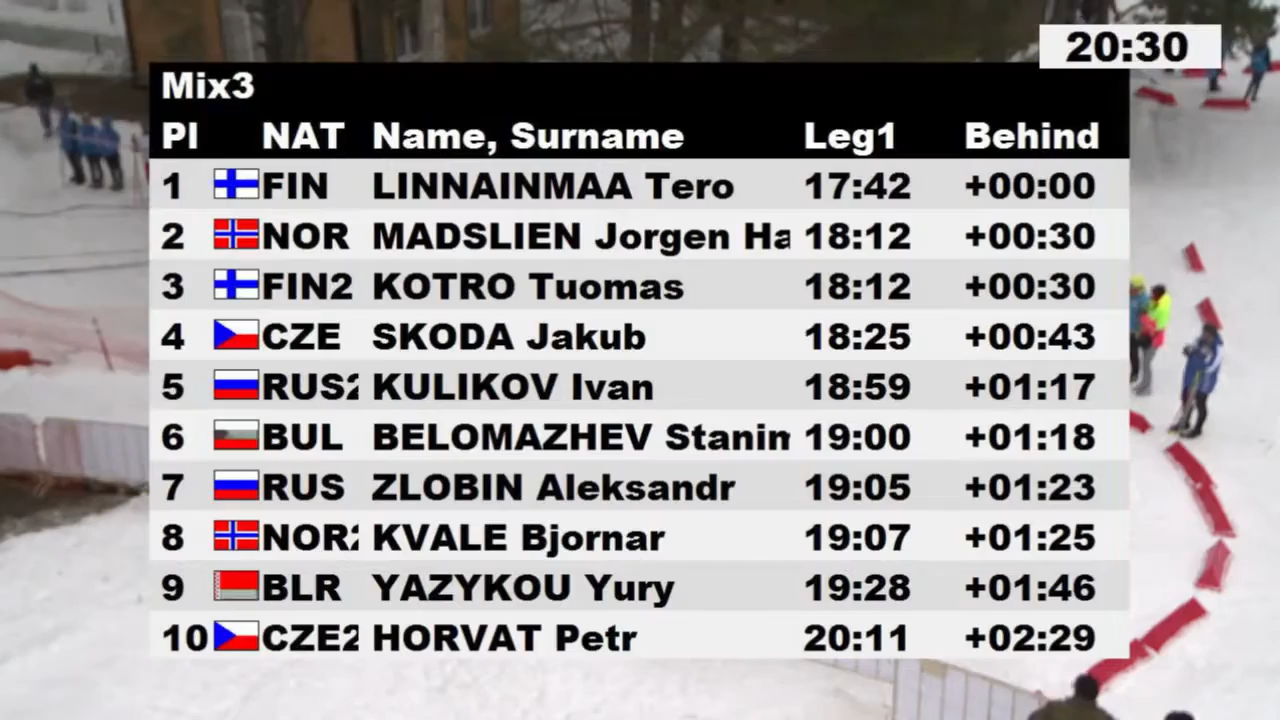 20:30
Mix3
Pl NAT Name, Surname Leg1 Behind
1 FIN LINNAINMAA Tero 17:42 +00:00
2 NOR MADSLIEN Jorgen Ha 18:12 +00:30
3 FIN2 KOTRO Tuomas 18:12 +00:30
4 CZE SKODA Jakub 18:25 +00:43
5 RUS2 KULIKOV Ivan 18:59 +01:17
6 BUL BELOMAZHEV Stanim 19:00 +01:18
7 RUS ZLOBIN Aleksandr 19:05 +01:23
8 NOR2 KVALE Bjornar 19:07 +01:25
9 BLR YAZYKOU Yury 19:28 +01:46
10 CZE2 HORVAT Petr 20:11 +02:29